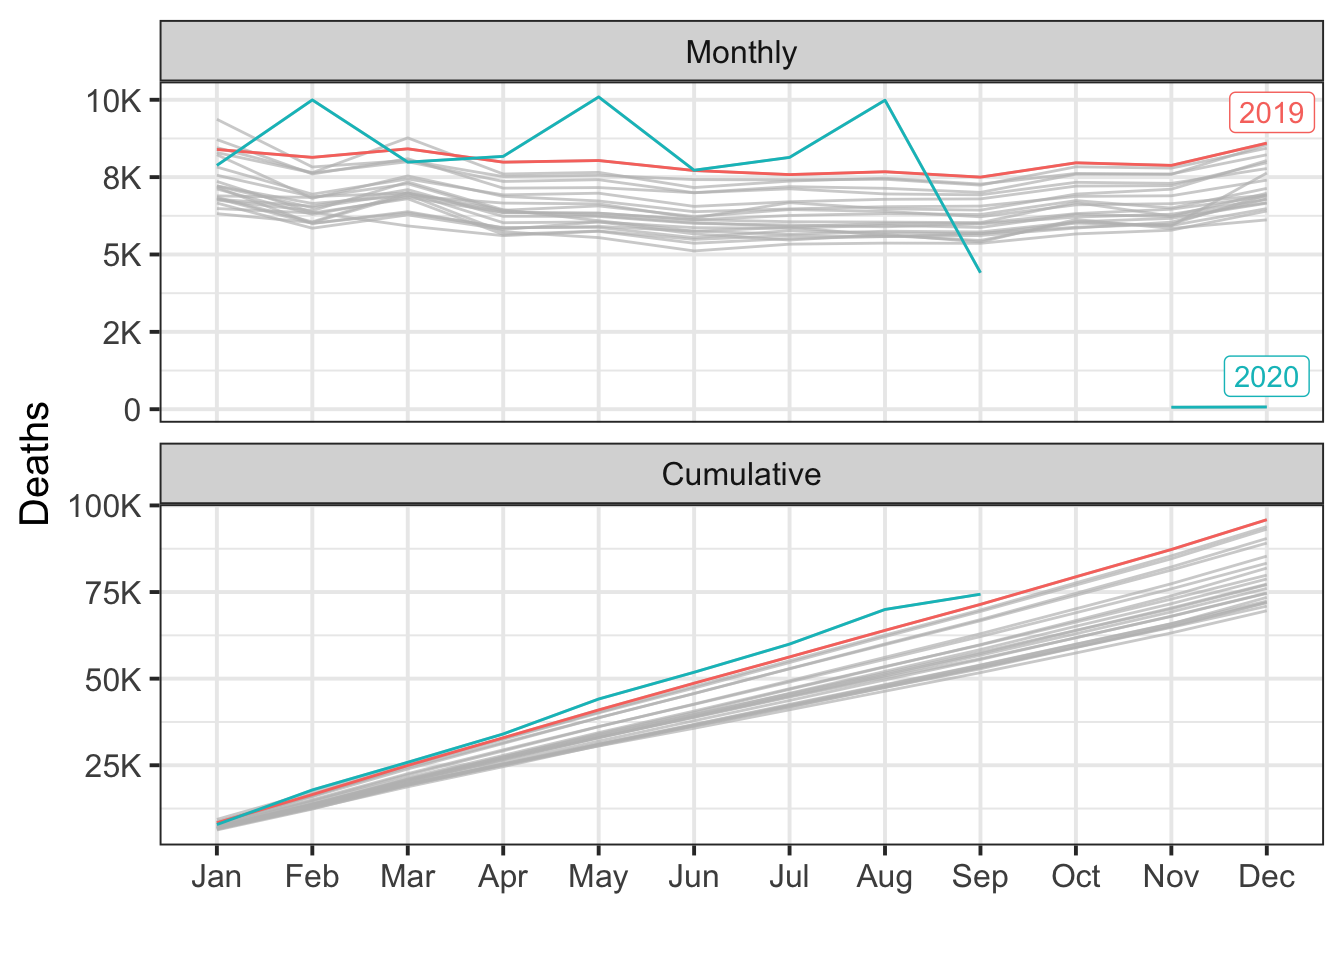 Monthly
10K
8K
5K
2K
0
2019
2020
Deaths
Cumulative
100K
75K
50K
25K
Jan Feb Mar Apr May Jun Jul Aug Sep Oct Nov Dec